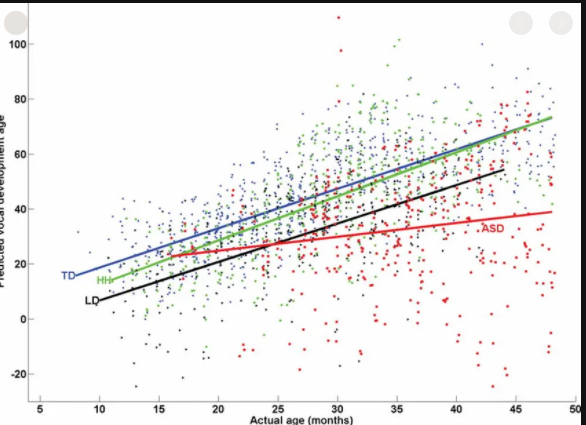 Predicted vocal development age
100
80
60
40
20
0
-20
TD
HH
LD
ASD
5 10 15 20 25 30 35 40 45 50
Actual age (months)